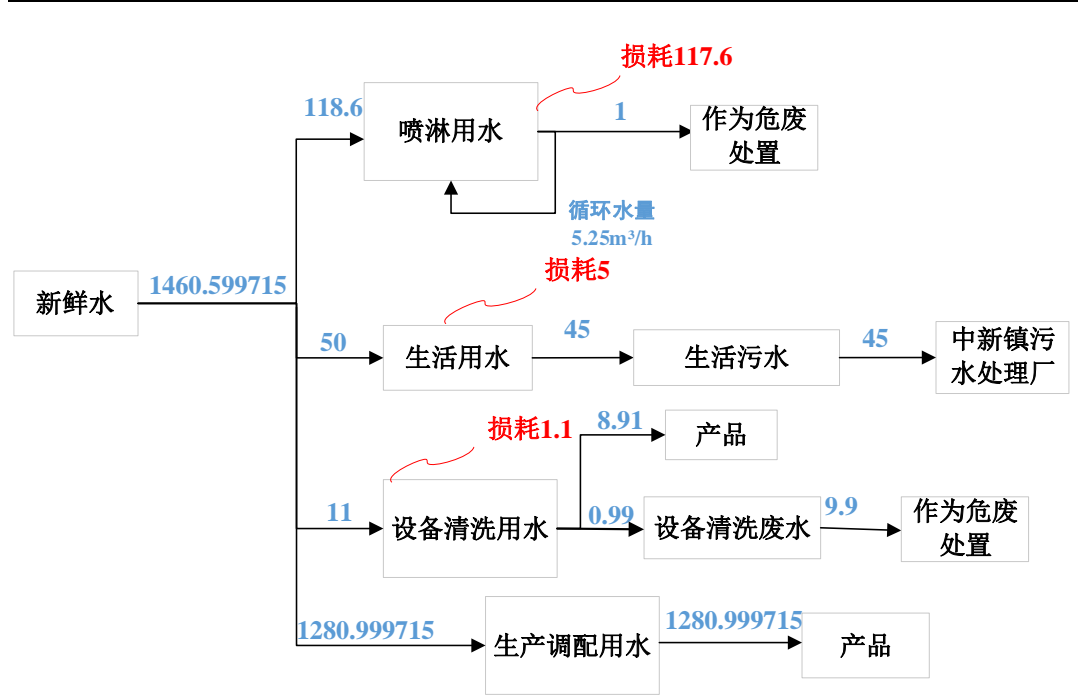 损耗117.6
118.6
喷淋用水
1
作为危废
处置
循环水量
5.25m³/h
新鲜水
1460.599715
损耗5
50
生活用水
45
生活污水
45
中新镇污
水处理厂
损耗1.1
8.91
产品
11
设备清洗用水
0.99
设备清洗废水
9.9
作为危废
处置
1280.999715
生产调配用水
1280.999715
产品